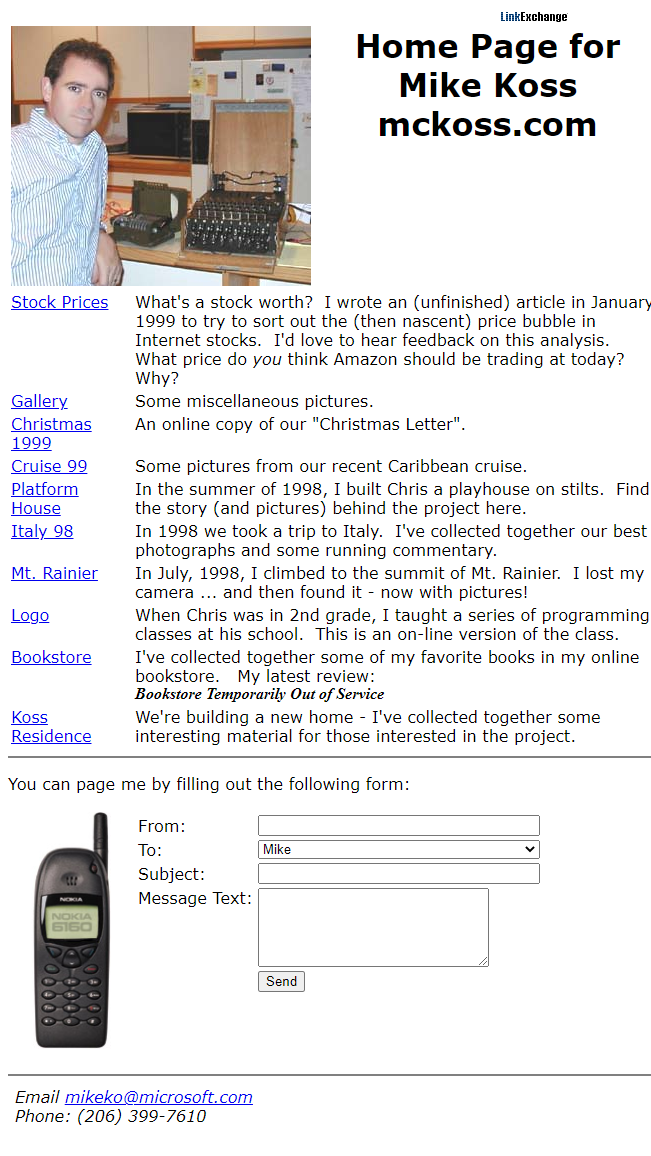 LinkExchange
Home Page for
Mike Koss
mckoss.com
Stock Prices
What's a stock worth?  I wrote an (unfinished) article in January
1999 to try to sort out the (then nascent) price bubble in
Internet stocks.  I'd love to hear feedback on this analysis.
What price do you think Amazon should be trading at today?
Why?
Gallery
Some miscellaneous pictures.
Christmas
1999
An online copy of our "Christmas Letter".
Cruise 99
Some pictures from our recent Caribbean cruise.
Platform
House
In the summer of 1998, I built Chris a playhouse on stilts.  Find
the story (and pictures) behind the project here.
Italy 98
In 1998 we took a trip to Italy.  I've collected together our best
photographs and some running commentary.
Mt. Rainier
In July, 1998, I climbed to the summit of Mt. Rainier.  I lost my
camera ... and then found it - now with pictures!
Logo
When Chris was in 2nd grade, I taught a series of programming
classes at his school.  This is an on-line version of the class.
Bookstore
I've collected together some of my favorite books in my online
bookstore.   My latest review:
Bookstore Temporarily Out of Service
Koss
Residence
We're building a new home - I've collected together some
interesting material for those interested in the project.
You can page me by filling out the following form:
NOKIA
NOKIA
6160
From:
To:
Mike
Subject:
Message Text:
Send
Email mikeko@microsoft.com
Phone: (206) 399-7610